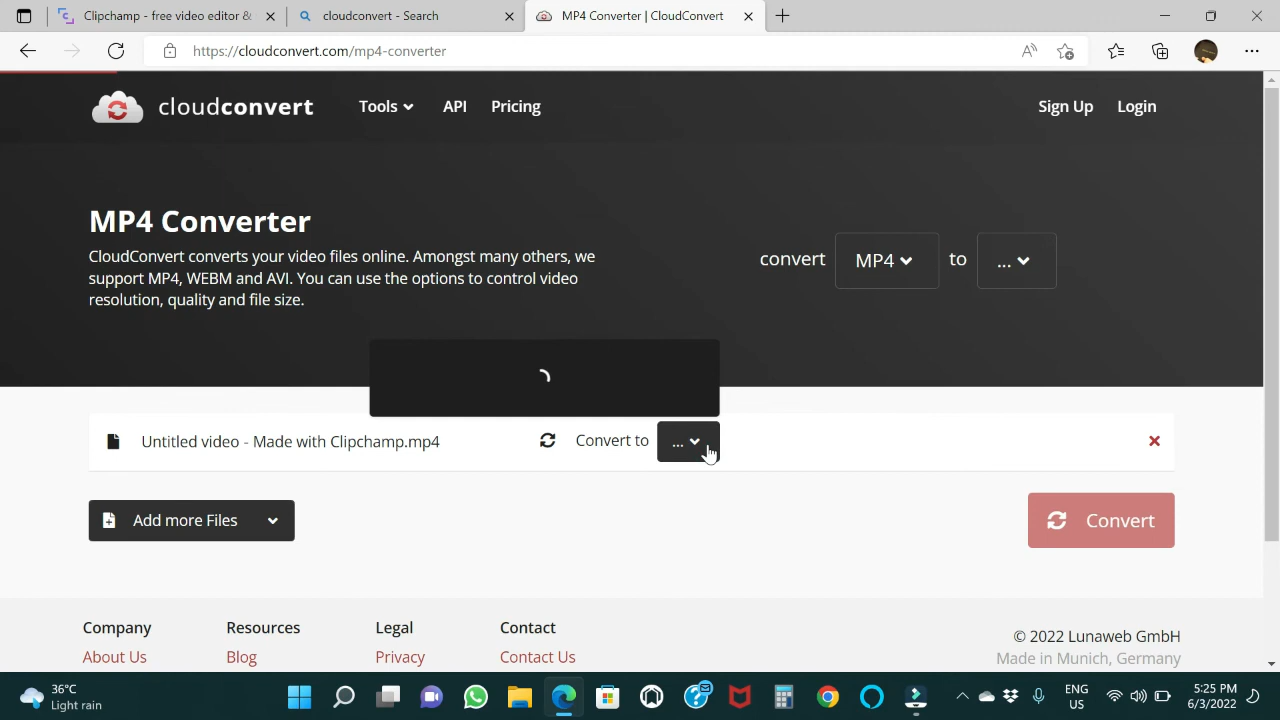 Clipchamp - free video editor &
cloudconvert - Search
MP4 Converter | CloudConvert
https://cloudconvert.com/mp4-converter
cloudconvert
Tools
API
Pricing
Sign Up
Login
MP4 Converter
CloudConvert converts your video files online. Amongst many others, we
support MP4, WEBM and AVI. You can use the options to control video
resolution, quality and file size.
convert
MP4
to
...
Untitled video - Made with Clipchamp.mp4
Convert to
...
Add more Files
Convert
Company
Resources
Legal
Contact
© 2022 Lunaweb GmbH
About Us
Blog
Privacy
Contact Us
Made in Munich, Germany
36°C
Light rain
ENG
US
5:25 PM
6/3/2022